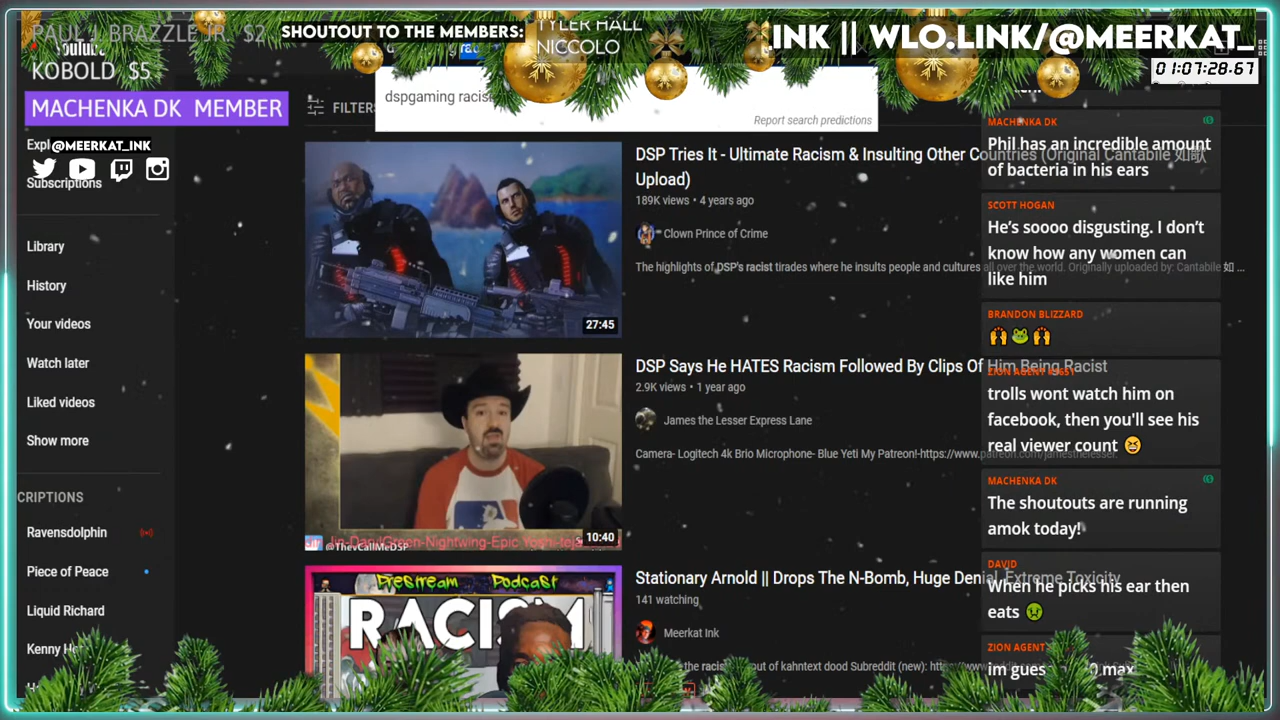 PAUL J. BRAZZLE JR. $2
KOBOLD $5
MACHENKA DK MEMBER
SHOUTOUT TO THE MEMBERS:
TYLER HALL
NICCOLO
.INK || WLO.LINK/@MEERKAT_
01:07:28.67
YouTube
@MEERKAT_INK
Subscriptions
Library
History
Your videos
Watch later
Liked videos
Show more
CRIPTIONS
Ravensdolphin
Piece of Peace
Liquid Richard
Kenny
FILTERS
dspgaming racis
Report search predictions
DSP Tries It - Ultimate Racism & Insulting Other Countries (Original Cantabile 如歌
Upload)
189K views • 4 years ago
Clown Prince of Crime
The highlights of DSP's racist tirades where he insults people and cultures all over the world. Originally uploaded by: Cantabile 如 ...
27:45
DSP Says He HATES Racism Followed By Clips Of Him Being Racist
2.9K views • 1 year ago
James the Lesser Express Lane
Camera- Logitech 4k Brio Microphone- Blue Yeti My Patreon!-https://www.patreon.com/jamesthelesser.
10:40
@TheyCallMeDSP
Stationary Arnold || Drops The N-Bomb, Huge Denial, Extreme Toxicity
141 watching
Meerkat Ink
Prestream Podcast
RACISM
MACHENKA DK
Phil has an incredible amount
of bacteria in his ears
SCOTT HOGAN
He's soooo disgusting. I don't
know how any women can
like him
BRANDON BLIZZARD
🙌🐸🙌
trolls wont watch him on
facebook, then you'll see his
real viewer count 😆
MACHENKA DK
The shoutouts are running
amok today!
DAVID
When he picks his ear then
eats 🤢
ZION AGENT